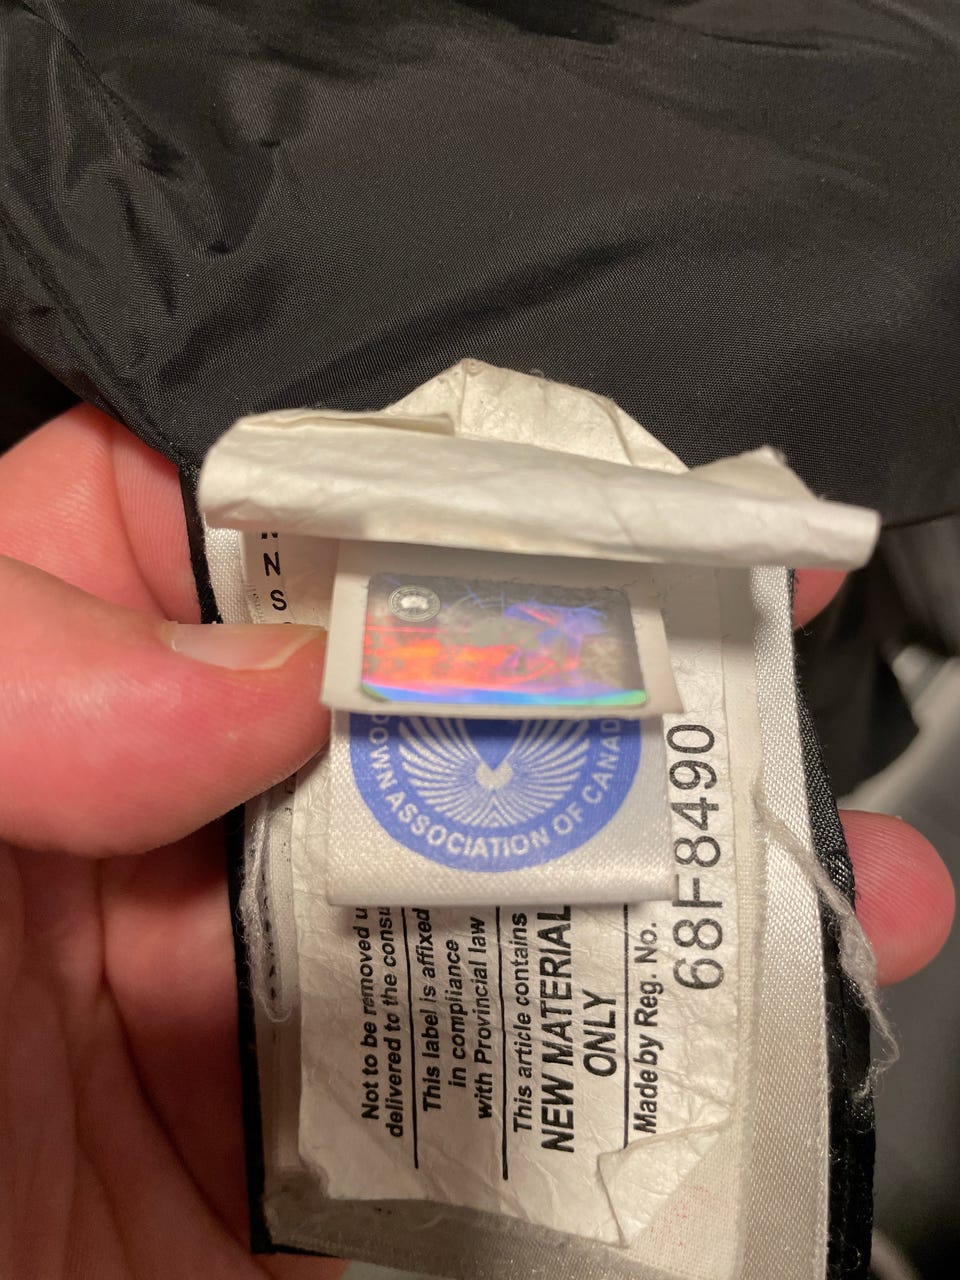 N
S
OWN ASSOCIATION OF CANAD
Not to be removed u
delivered to the consu
This label is affixed
in compliance
with Provincial law
This article contains
NEW MATERIAL
ONLY
Made by Reg. No.
68F8490